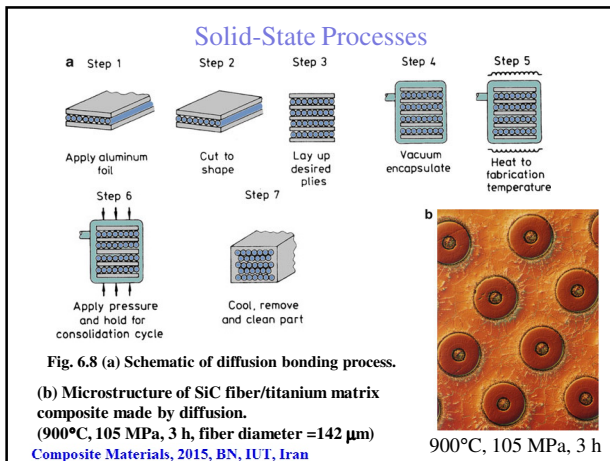 Solid-State Processes
a
Step 1
Apply aluminum
foil
Step 2
Cut to
shape
Step 3
Lay up
desired
plies
Step 4
Vacuum
encapsulate
Step 5
Heat to
fabrication
temperature
Step 6
Apply pressure
and hold for
consolidation cycle
Step 7
Cool, remove
and clean part
b
Fig. 6.8 (a) Schematic of diffusion bonding process.
(b) Microstructure of SiC fiber/titanium matrix
composite made by diffusion.
(900°C, 105 MPa, 3 h, fiber diameter =142 μm)
900°C, 105 MPa, 3 h
Composite Materials, 2015, BN, IUT, Iran